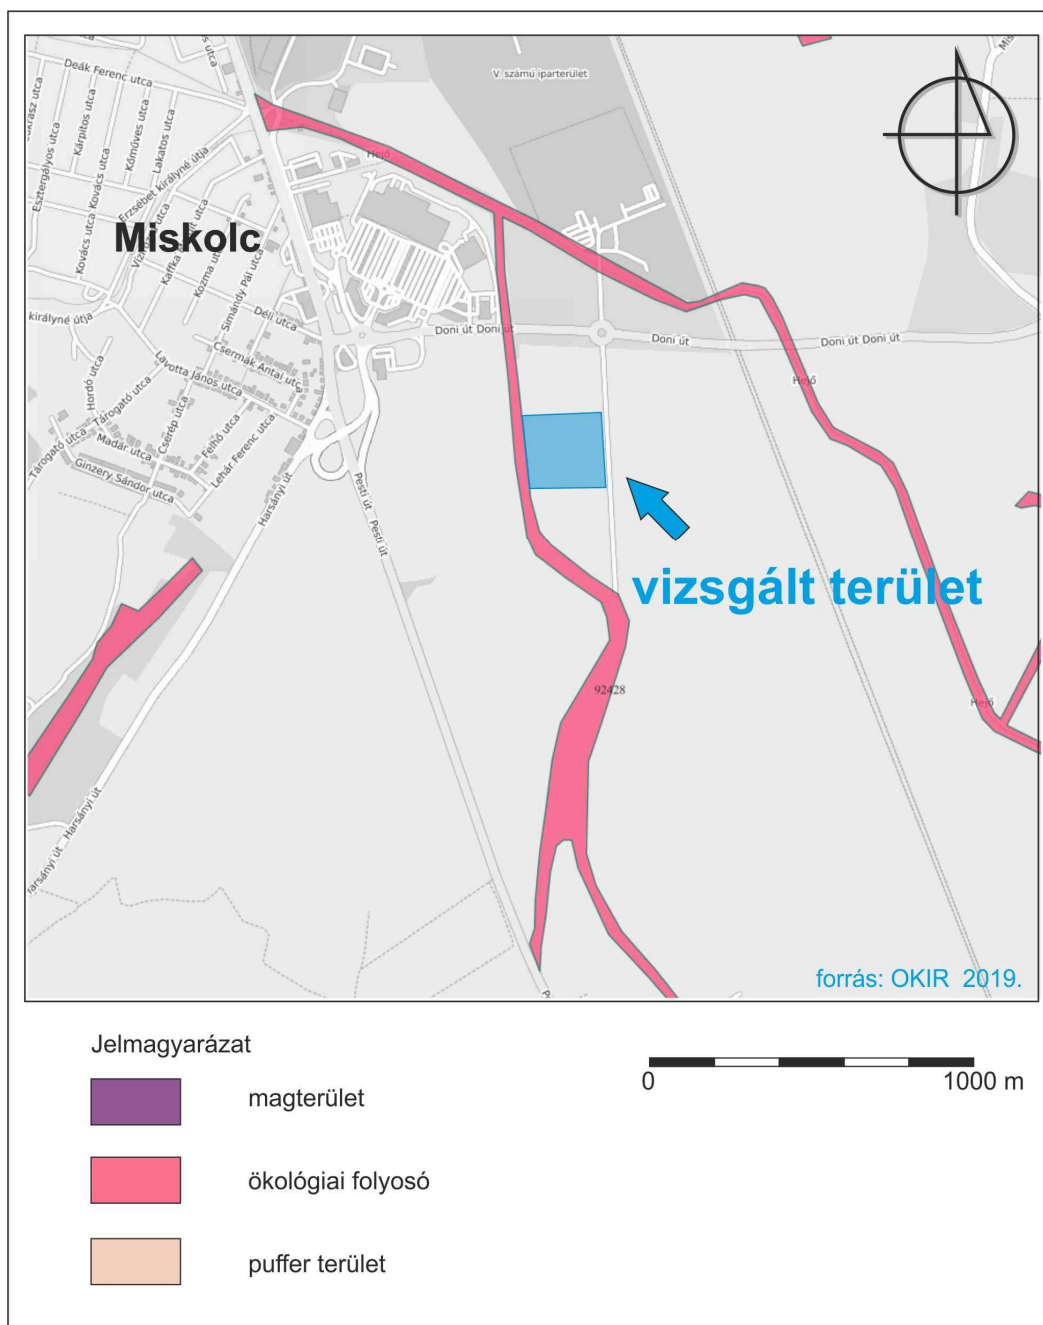 Deák Ferenc utca
V. számú iparterület
Esztergályos utca
Kárpitos utca
Kovács utca
Kőműves utca
Lakatos utca
Erzsébet királyné útja
Hejő
Miskolc
Kovács utca
Kozma utca
Simándy Pál utca
Déli utca
királyné útja
Csermák Antal utca
Lavotta János utca
Doni út Doni út
Doni út
Doni út Doni út
Hejő
Hordó utca
Tárogató utca
Cserép utca
Tárogató utca
Madár utca
Felhő utca
Lehár Ferenc utca
Ginzery Sándor utca
Harsányi út
Pesti út
Pesti út
vizsgált terület
92428
Hejő
Harsányi út
Harsányi út
forrás: OKIR 2019.
Jelmagyarázat
magterület
ökológiai folyosó
puffer terület
0
1000 m